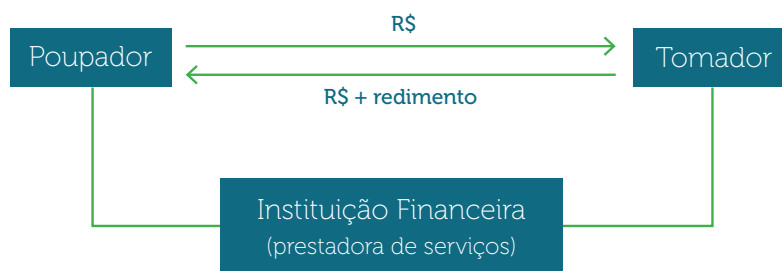 R$
Poupador
Tomador
R$ + redimento
Instituição Financeira
(prestadora de serviços)